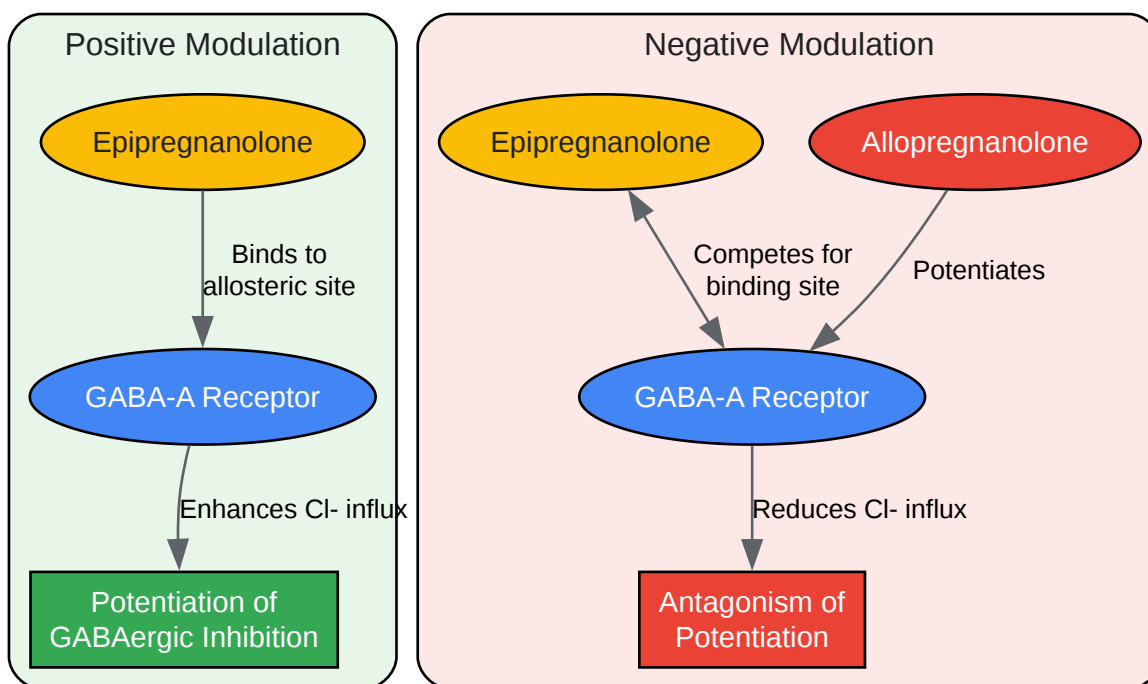 Positive Modulation
Epipregnanolone
Binds to
allosteric site
GABA-A Receptor
Enhances Cl- influx
Potentiation of
GABAergic Inhibition
Negative Modulation
Epipregnanolone
Allopregnanolone
Competes for
binding site
Potentiates
GABA-A Receptor
Reduces Cl- influx
Antagonism of
Potentiation